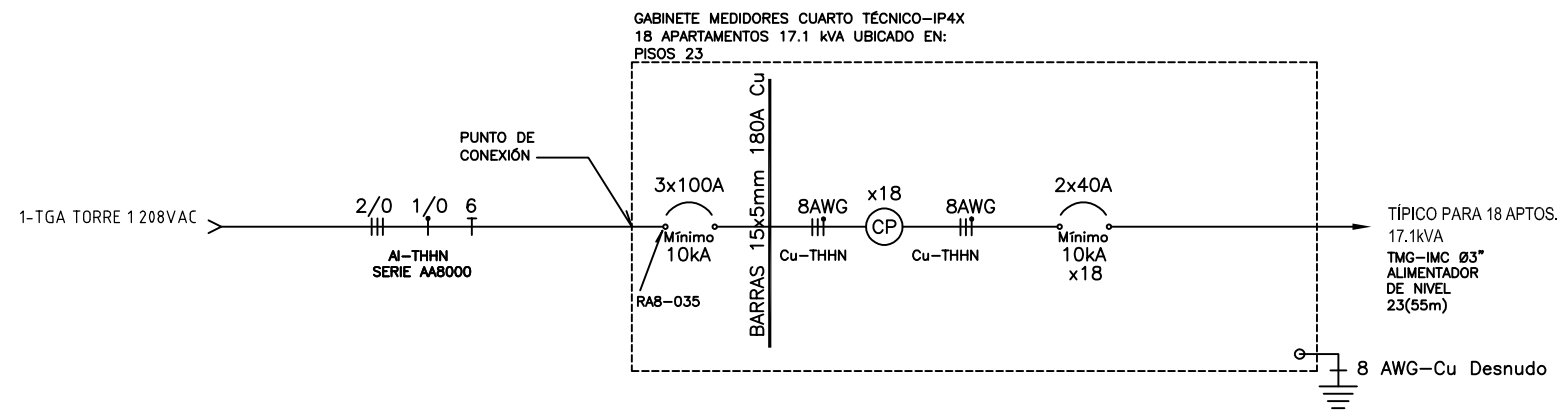 GABINETE MEDIDORES CUARTO TÉCNICO-IP4X
18 APARTAMENTOS 17.1 kVA UBICADO EN:
PISOS 23
PUNTO DE
CONEXIÓN
1-TGA TORRE 1 208VAC
2/0 1/0 6
Al-THHN
SERIE AA8000
3x100A
Mínimo
10kA
RA8-035
BARRAS 15x5mm 180A Cu
8AWG
Cu-THHN
x18
CP
8AWG
Cu-THHN
2x40A
Mínimo
10kA
x18
TÍPICO PARA 18 APTOS.
17.1kVA
TMG-IMC Ø3"
ALIMENTADOR
DE NIVEL
23(55m)
8 AWG-Cu Desnudo